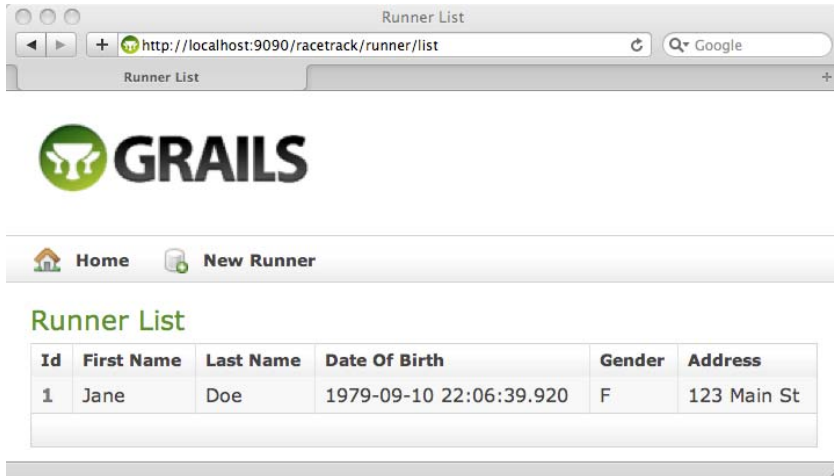 Runner List
http://localhost:9090/racetrack/runner/list
Google
Runner List
GRAILS
Home New Runner
Runner List
Id First Name Last Name Date Of Birth Gender Address
1 Jane Doe 1979-09-10 22:06:39.920 F 123 Main St